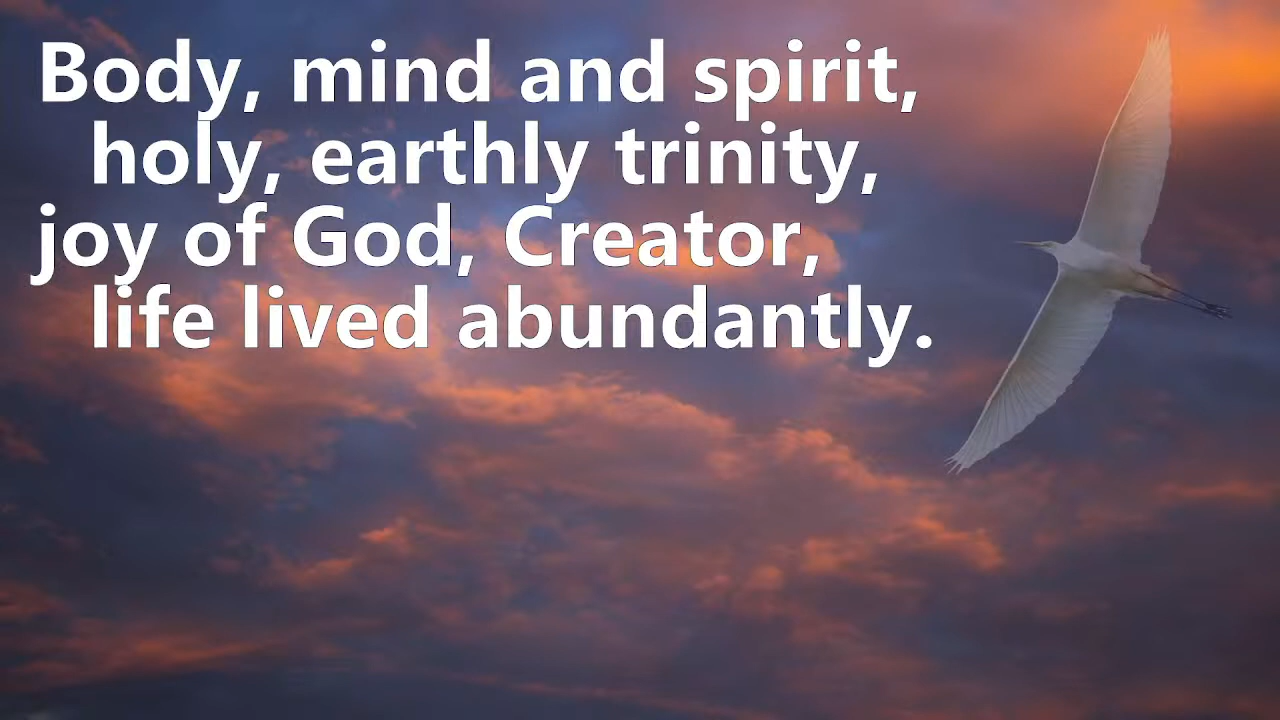 Body, mind and spirit,
holy, earthly trinity,
joy of God, Creator,
life lived abundantly.